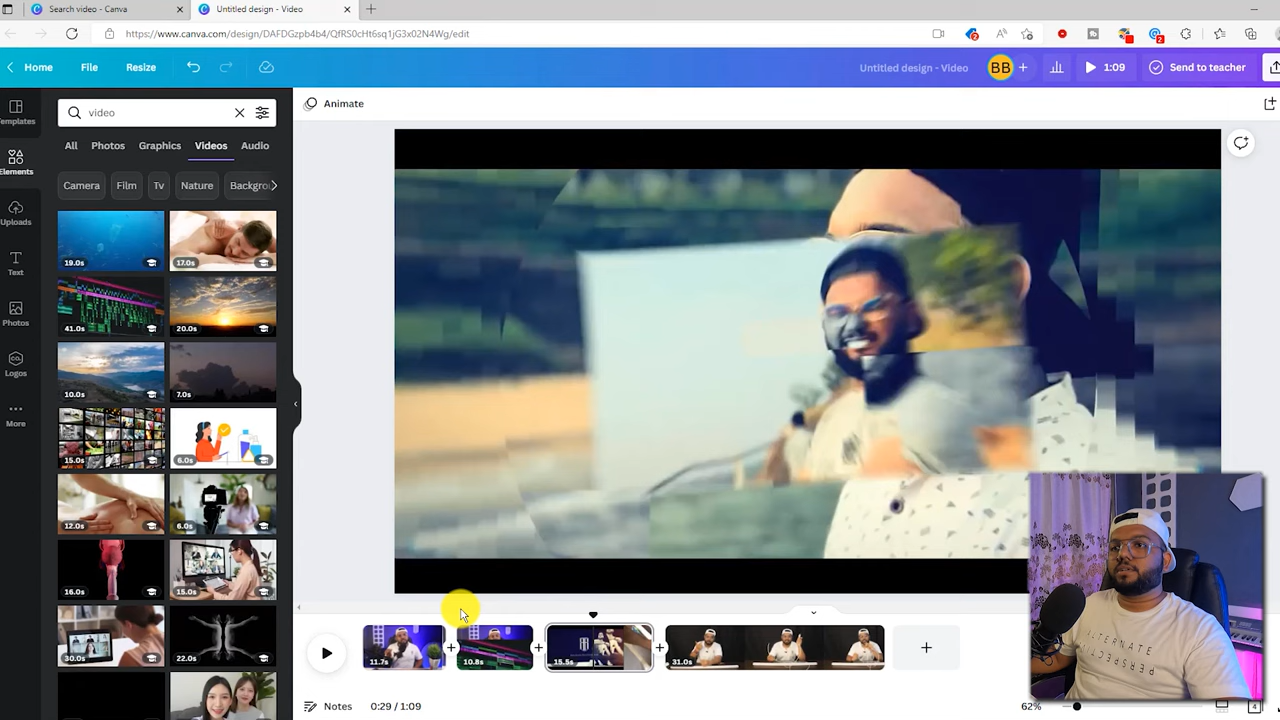 Search video - Canva
Untitled design - Video
https://www.canva.com/design/DAFDGzpb4b4/QfRS0cHt6sq1jG3x02N4Wg/edit
Home
File
Resize
Untitled design - Video
BB
1:09
Send to teacher
Templates
Elements
Uploads
Text
Photos
Logos
More
video
All
Photos
Graphics
Videos
Audio
Camera
Film
Tv
Nature
Backgro
19.0s
17.0s
41.0s
20.0s
10.0s
7.0s
15.0s
6.0s
12.0s
6.0s
16.0s
15.0s
30.0s
22.0s
Animate
11.7s
10.8s
15.5s
31.0s
Notes
0:29 / 1:09
62%
4
ALTERNATE
PERSPECTIVE